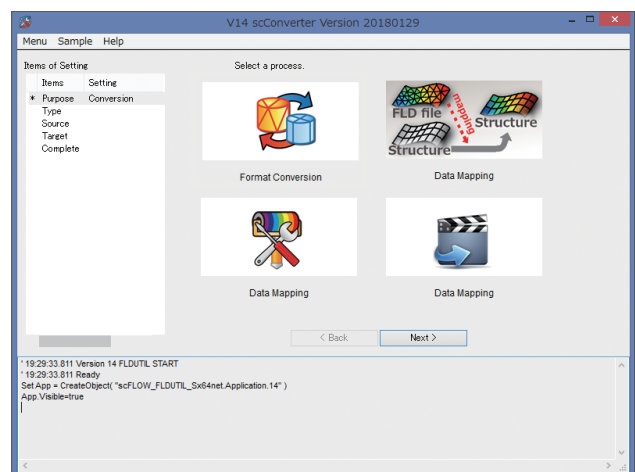 V14 scConverter Version 20180129
Menu Sample Help
Items of Setting
Items Setting
* Purpose Conversion
Type
Source
Target
Complete
Select a process.
Format Conversion
FLD file
mapping
Structure
Structure
Data Mapping
Data Mapping
Data Mapping
< Back
Next >
' 19:29:33.811 Version 14 FLDUTIL START
' 19:29:33.811 Ready
Set App = CreateObject( "scFLOW_FLDUTIL_Sx64net.Application.14" )
App.Visible=true